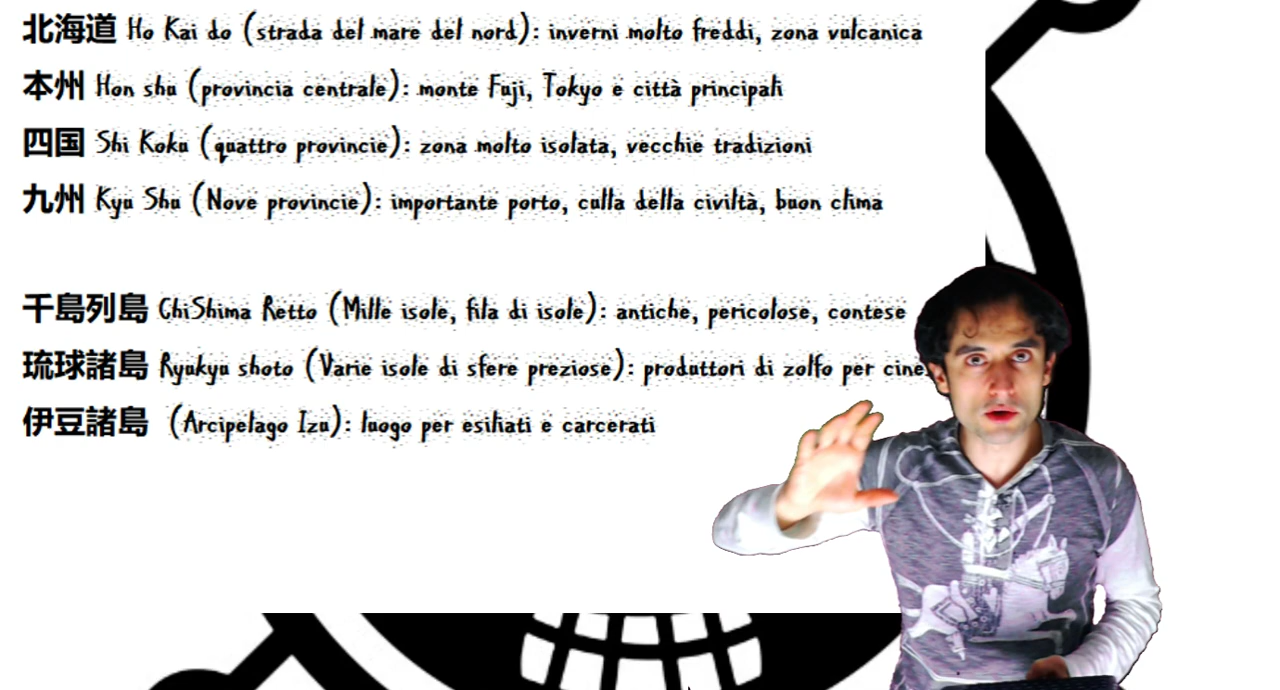 北海道 Ho Kai do (strada del mare del nord): inverni molto freddi, zona vulcanica
本州 Hon shu (provincia centrale): monte Fuji, Tokyo e città principali
四国 Shi Koku (quattro provincie): zona molto isolata, vecchie tradizioni
九州 Kyu Shu (Nove provincie): importante porto, culla della civiltà, buon clima
千島列島 ChiShima Retto (Mille isole, fila di isole): antiche, pericolose, contese
琉球諸島 Ryukyu shoto (Varie isole di sfere preziose): produttori di zolfo per
伊豆諸島 (Arcipelago Izu): luogo per esiliati e carcerati